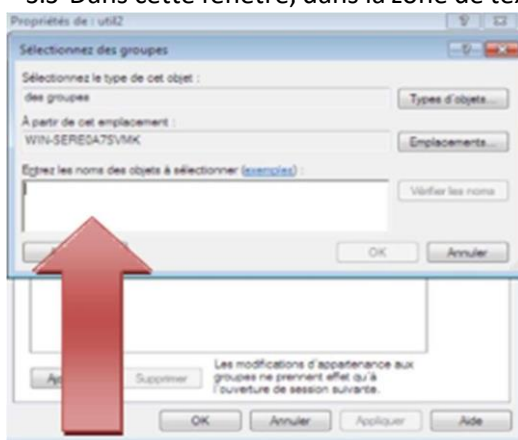 5.5 Dans cette fenêtre, dans la zone de tex
Propriétés de : util2
Sélectionnez des groupes
Sélectionnez le type de cet objet :
des groupes
Types d'objets...
À partir de cet emplacement :
WIN-SERE0A7SVMK
Emplacements...
Entrez les noms des objets à sélectionner (exemples) :
Vérifier les noms
OK
Annuler
Supprimer
Les modifications d'appartenance aux
groupes ne prennent effet qu'à
l'ouverture de session suivante.
OK
Annuler
Appliquer
Aide